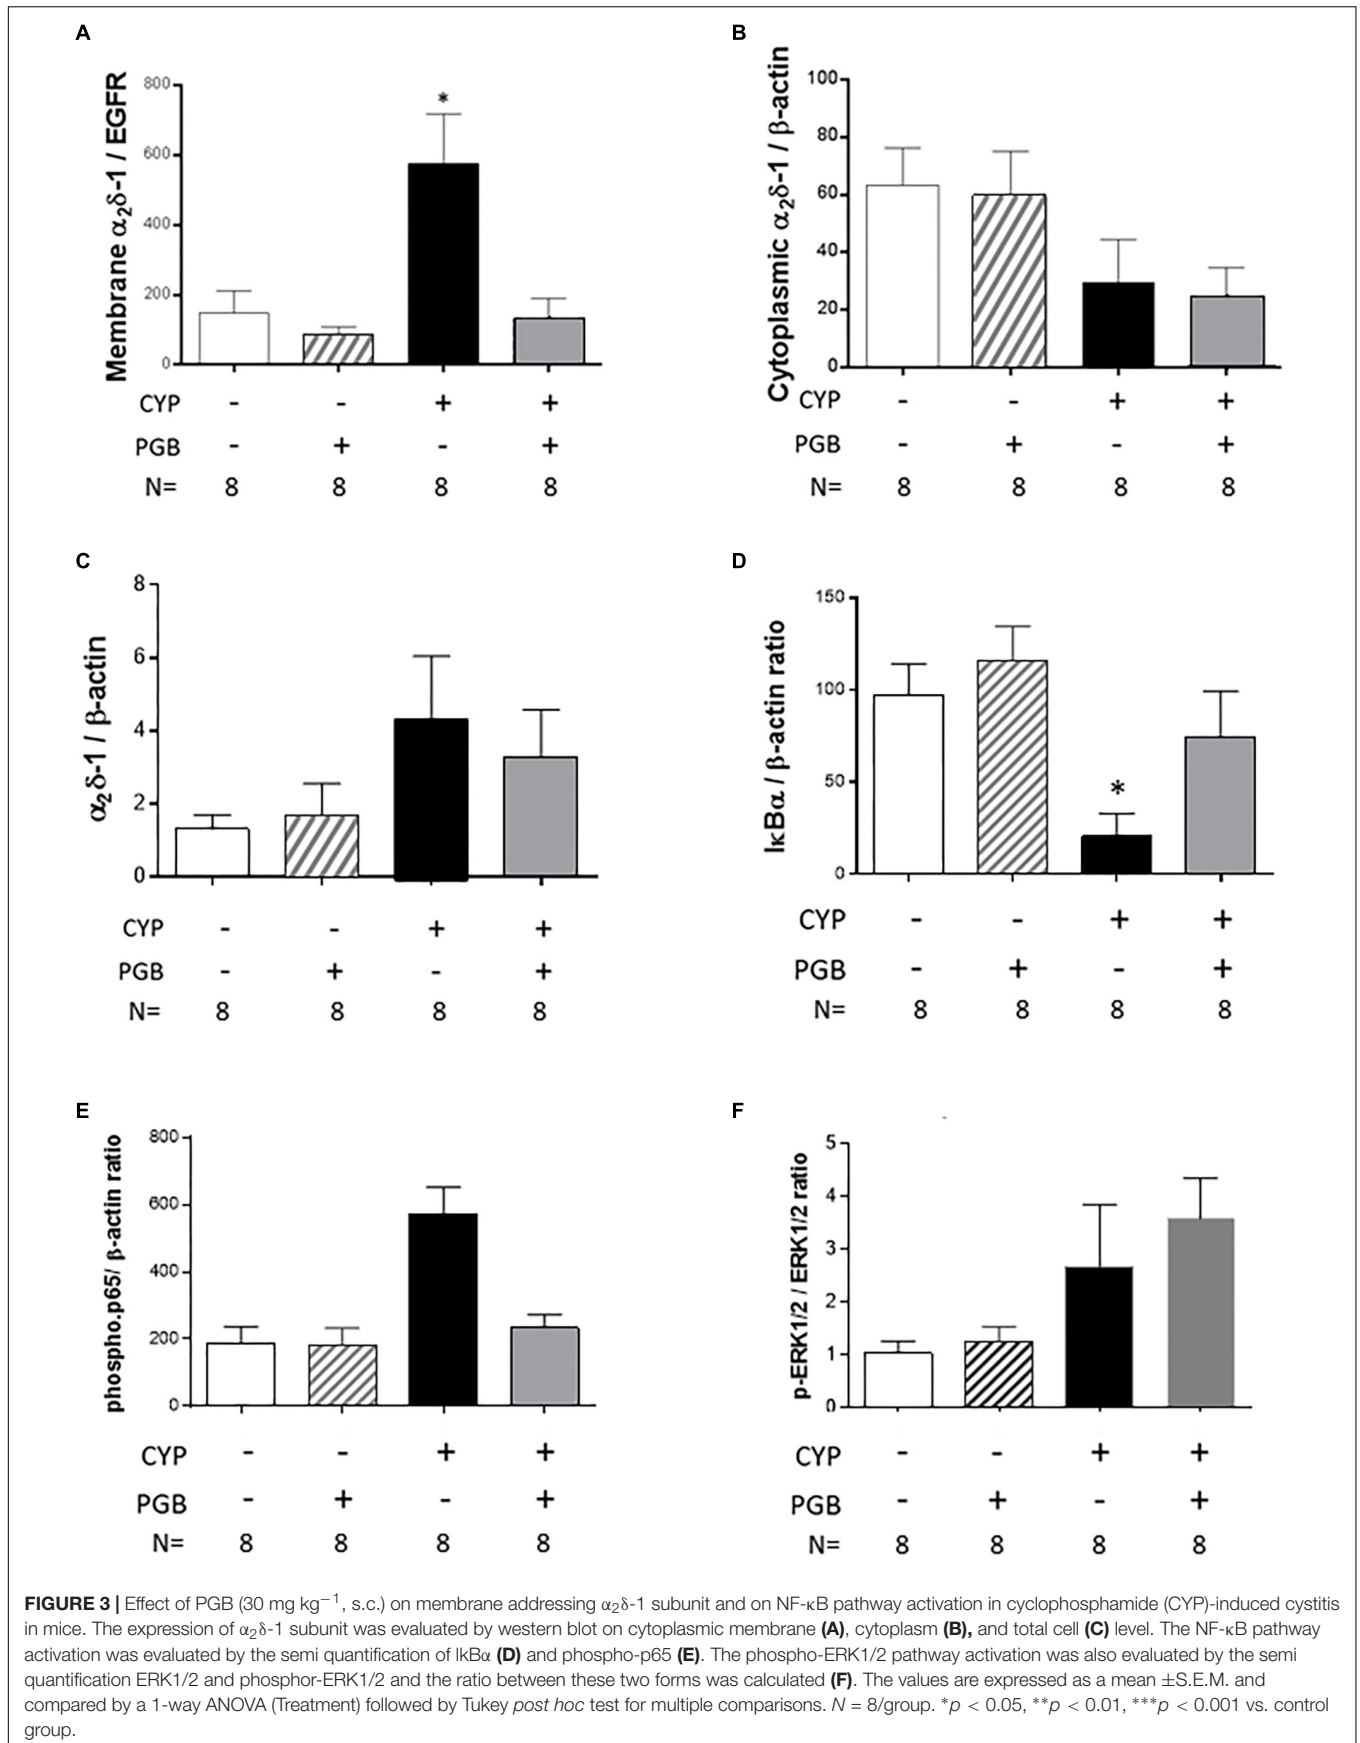 A
Membrane α2δ-1 / EGFR
800
600
400
200
0
*
CYP - - + +
PGB - + - +
N= 8 8 8 8
B
Cytoplasmic α2δ-1 / β-actin
100
80
60
40
20
0
CYP - - + +
PGB - + - +
N= 8 8 8 8
C
α2δ-1 / β-actin
8
6
4
2
0
CYP - - + +
PGB - + - +
N= 8 8 8 8
D
IκBα / β-actin ratio
150
100
50
0
*
CYP - - + +
PGB - + - +
N= 8 8 8 8
E
phospho.p65/ β-actin ratio
800
600
400
200
0
CYP - - + +
PGB - + - +
N= 8 8 8 8
F
p-ERK1/2 / ERK1/2 ratio
5
4
3
2
1
0
CYP - - + +
PGB - + - +
N= 8 8 8 8
FIGURE 3 | Effect of PGB (30 mg kg−1, s.c.) on membrane addressing α2δ-1 subunit and on NF-κB pathway activation in cyclophosphamide (CYP)-induced cystitis
in mice. The expression of α2δ-1 subunit was evaluated by western blot on cytoplasmic membrane (A), cytoplasm (B), and total cell (C) level. The NF-κB pathway
activation was evaluated by the semi quantification of IkBα (D) and phospho-p65 (E). The phospho-ERK1/2 pathway activation was also evaluated by the semi
quantification ERK1/2 and phosphor-ERK1/2 and the ratio between these two forms was calculated (F). The values are expressed as a mean ±S.E.M. and
compared by a 1-way ANOVA (Treatment) followed by Tukey post hoc test for multiple comparisons. N = 8/group. *p < 0.05, **p < 0.01, ***p < 0.001 vs. control
group.